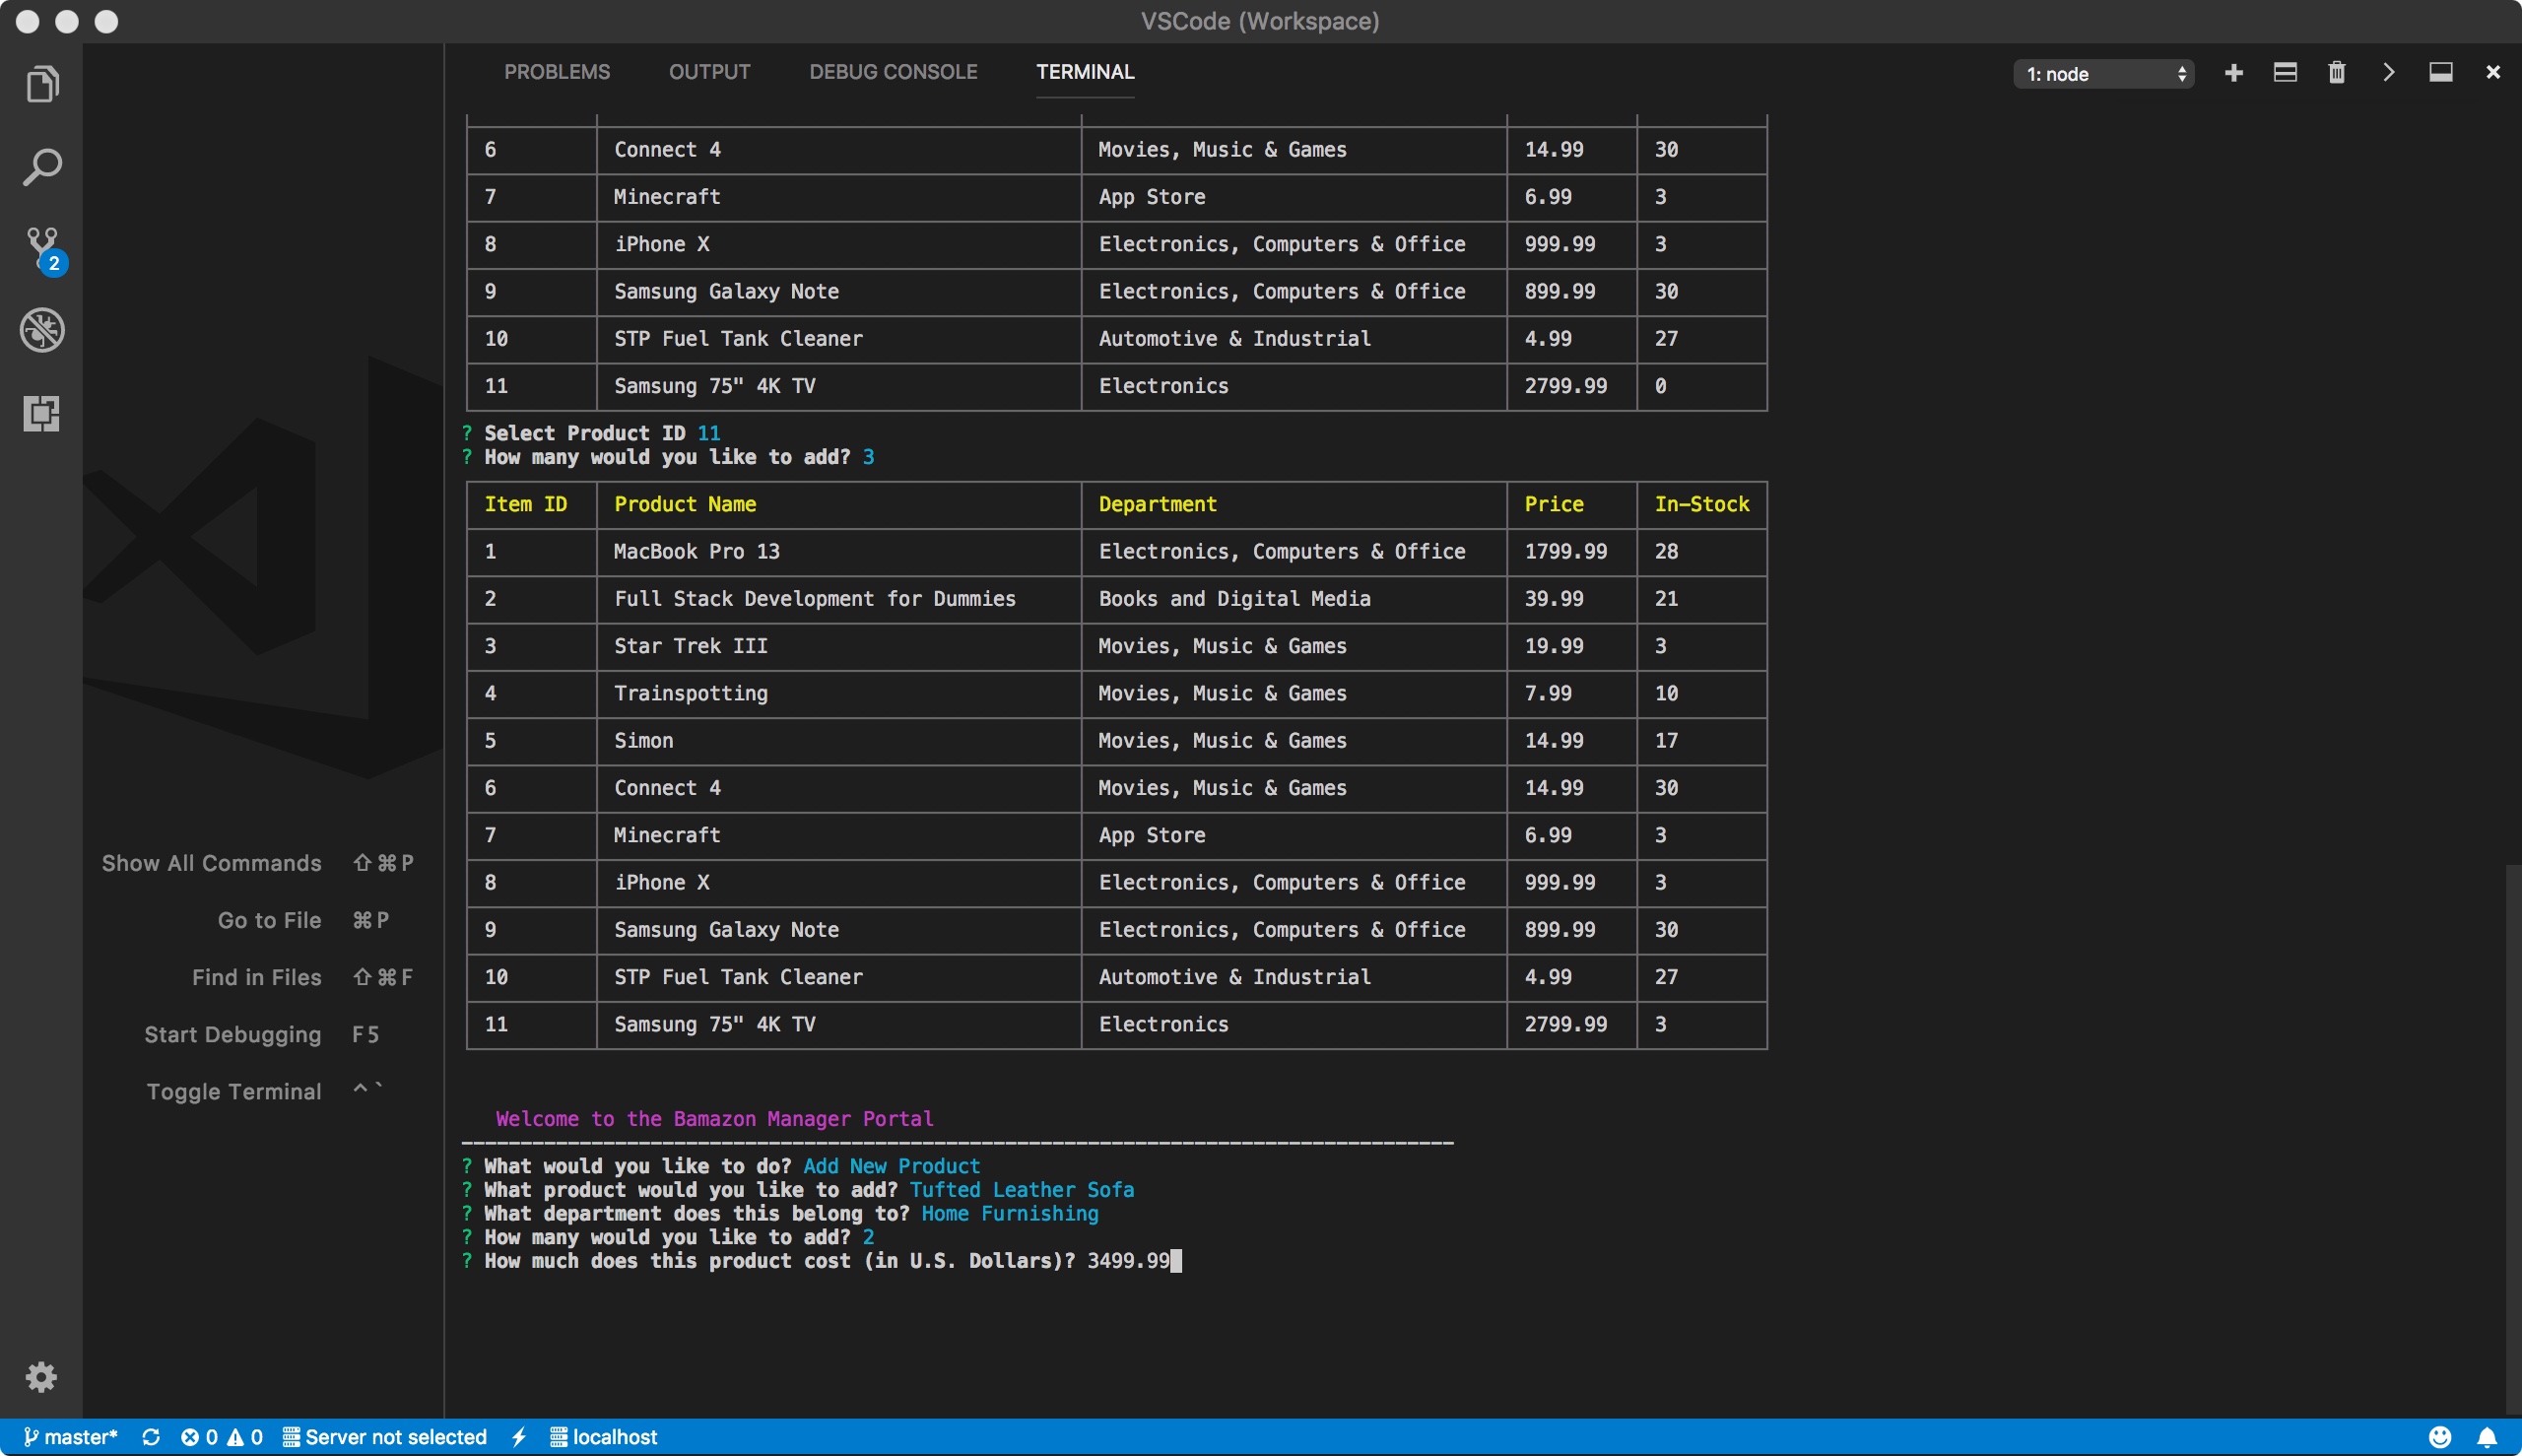 VSCode (Workspace)
PROBLEMS OUTPUT DEBUG CONSOLE TERMINAL 1: node
6 Connect 4 Movies, Music & Games 14.99 30
7 Minecraft App Store 6.99 3
8 iPhone X Electronics, Computers & Office 999.99 3
2
9 Samsung Galaxy Note Electronics, Computers & Office 899.99 30
10 STP Fuel Tank Cleaner Automotive & Industrial 4.99 27
11 Samsung 75" 4K TV Electronics 2799.99 0
? Select Product ID 11
? How many would you like to add? 3
Item ID Product Name Department Price In-Stock
1 MacBook Pro 13 Electronics, Computers & Office 1799.99 28
2 Full Stack Development for Dummies Books and Digital Media 39.99 21
3 Star Trek III Movies, Music & Games 19.99 3
4 Trainspotting Movies, Music & Games 7.99 10
5 Simon Movies, Music & Games 14.99 17
6 Connect 4 Movies, Music & Games 14.99 30
7 Minecraft App Store 6.99 3
8 iPhone X Electronics, Computers & Office 999.99 3
9 Samsung Galaxy Note Electronics, Computers & Office 899.99 30
10 STP Fuel Tank Cleaner Automotive & Industrial 4.99 27
11 Samsung 75" 4K TV Electronics 2799.99 3
Show All Commands ⇧⌘P
Go to File ⌘P
Find in Files ⇧⌘F
Start Debugging F5
Toggle Terminal ^`
Welcome to the Bamazon Manager Portal
? What would you like to do? Add New Product
? What product would you like to add? Tufted Leather Sofa
? What department does this belong to? Home Furnishing
? How many would you like to add? 2
? How much does this product cost (in U.S. Dollars)? 3499.99
master* 0 0 Server not selected localhost